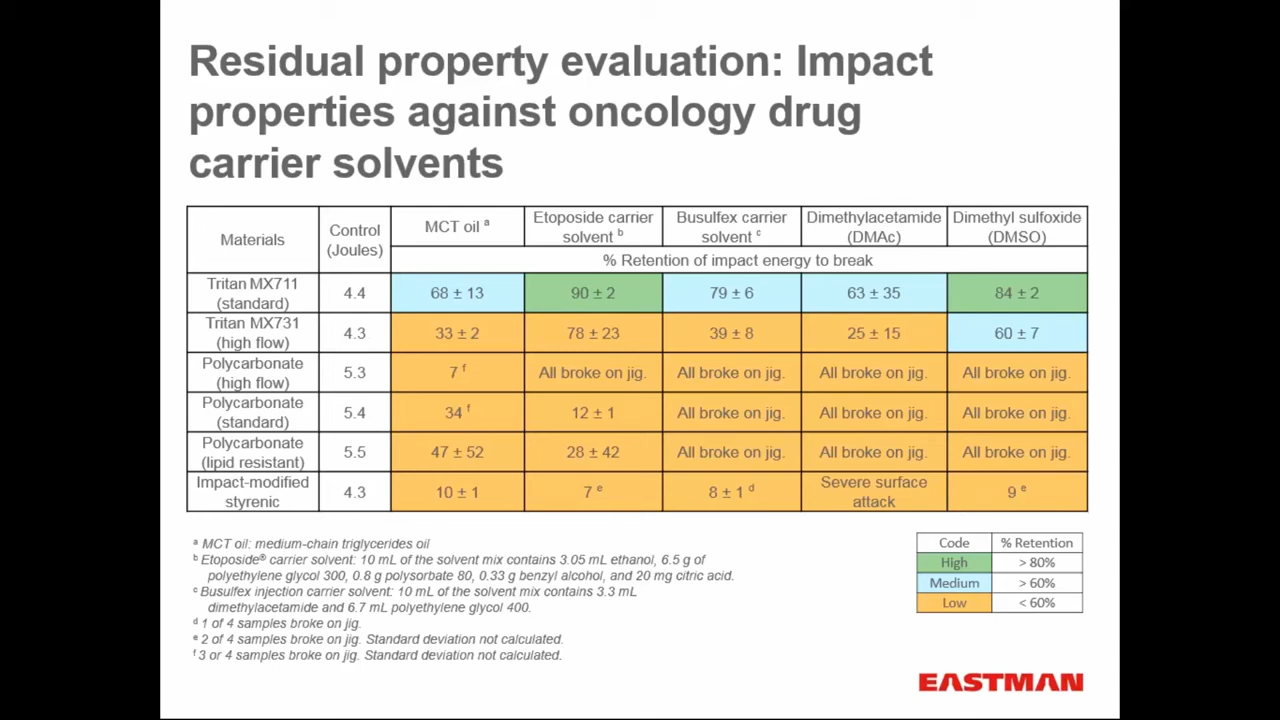 Residual property evaluation: Impact
properties against oncology drug
carrier solvents
Materials
Control
(Joules)
MCT oil ᵃ
Etoposide carrier
solvent ᵇ
Busulfex carrier
solvent ᶜ
Dimethylacetamide
(DMAc)
Dimethyl sulfoxide
(DMSO)
% Retention of impact energy to break
Tritan MX711
(standard)
4.4
68 ± 13
90 ± 2
79 ± 6
63 ± 35
84 ± 2
Tritan MX731
(high flow)
4.3
33 ± 2
78 ± 23
39 ± 8
25 ± 15
60 ± 7
Polycarbonate
(high flow)
5.3
7 ᶠ
All broke on jig.
All broke on jig.
All broke on jig.
All broke on jig.
Polycarbonate
(standard)
5.4
34 ᶠ
12 ± 1
All broke on jig.
All broke on jig.
All broke on jig.
Polycarbonate
(lipid resistant)
5.5
47 ± 52
28 ± 42
All broke on jig.
All broke on jig.
All broke on jig.
Impact-modified
styrenic
4.3
10 ± 1
7 ᵉ
8 ± 1 ᵈ
Severe surface
attack
9 ᵉ
ᵃ MCT oil: medium-chain triglycerides oil
ᵇ Etoposide® carrier solvent: 10 mL of the solvent mix contains 3.05 mL ethanol, 6.5 g of
polyethylene glycol 300, 0.8 g polysorbate 80, 0.33 g benzyl alcohol, and 20 mg citric acid.
ᶜ Busulfex injection carrier solvent: 10 mL of the solvent mix contains 3.3 mL
dimethylacetamide and 6.7 mL polyethylene glycol 400.
ᵈ 1 of 4 samples broke on jig.
ᵉ 2 of 4 samples broke on jig. Standard deviation not calculated.
ᶠ 3 or 4 samples broke on jig. Standard deviation not calculated.
Code
% Retention
High
> 80%
Medium
> 60%
Low
< 60%
EASTMAN